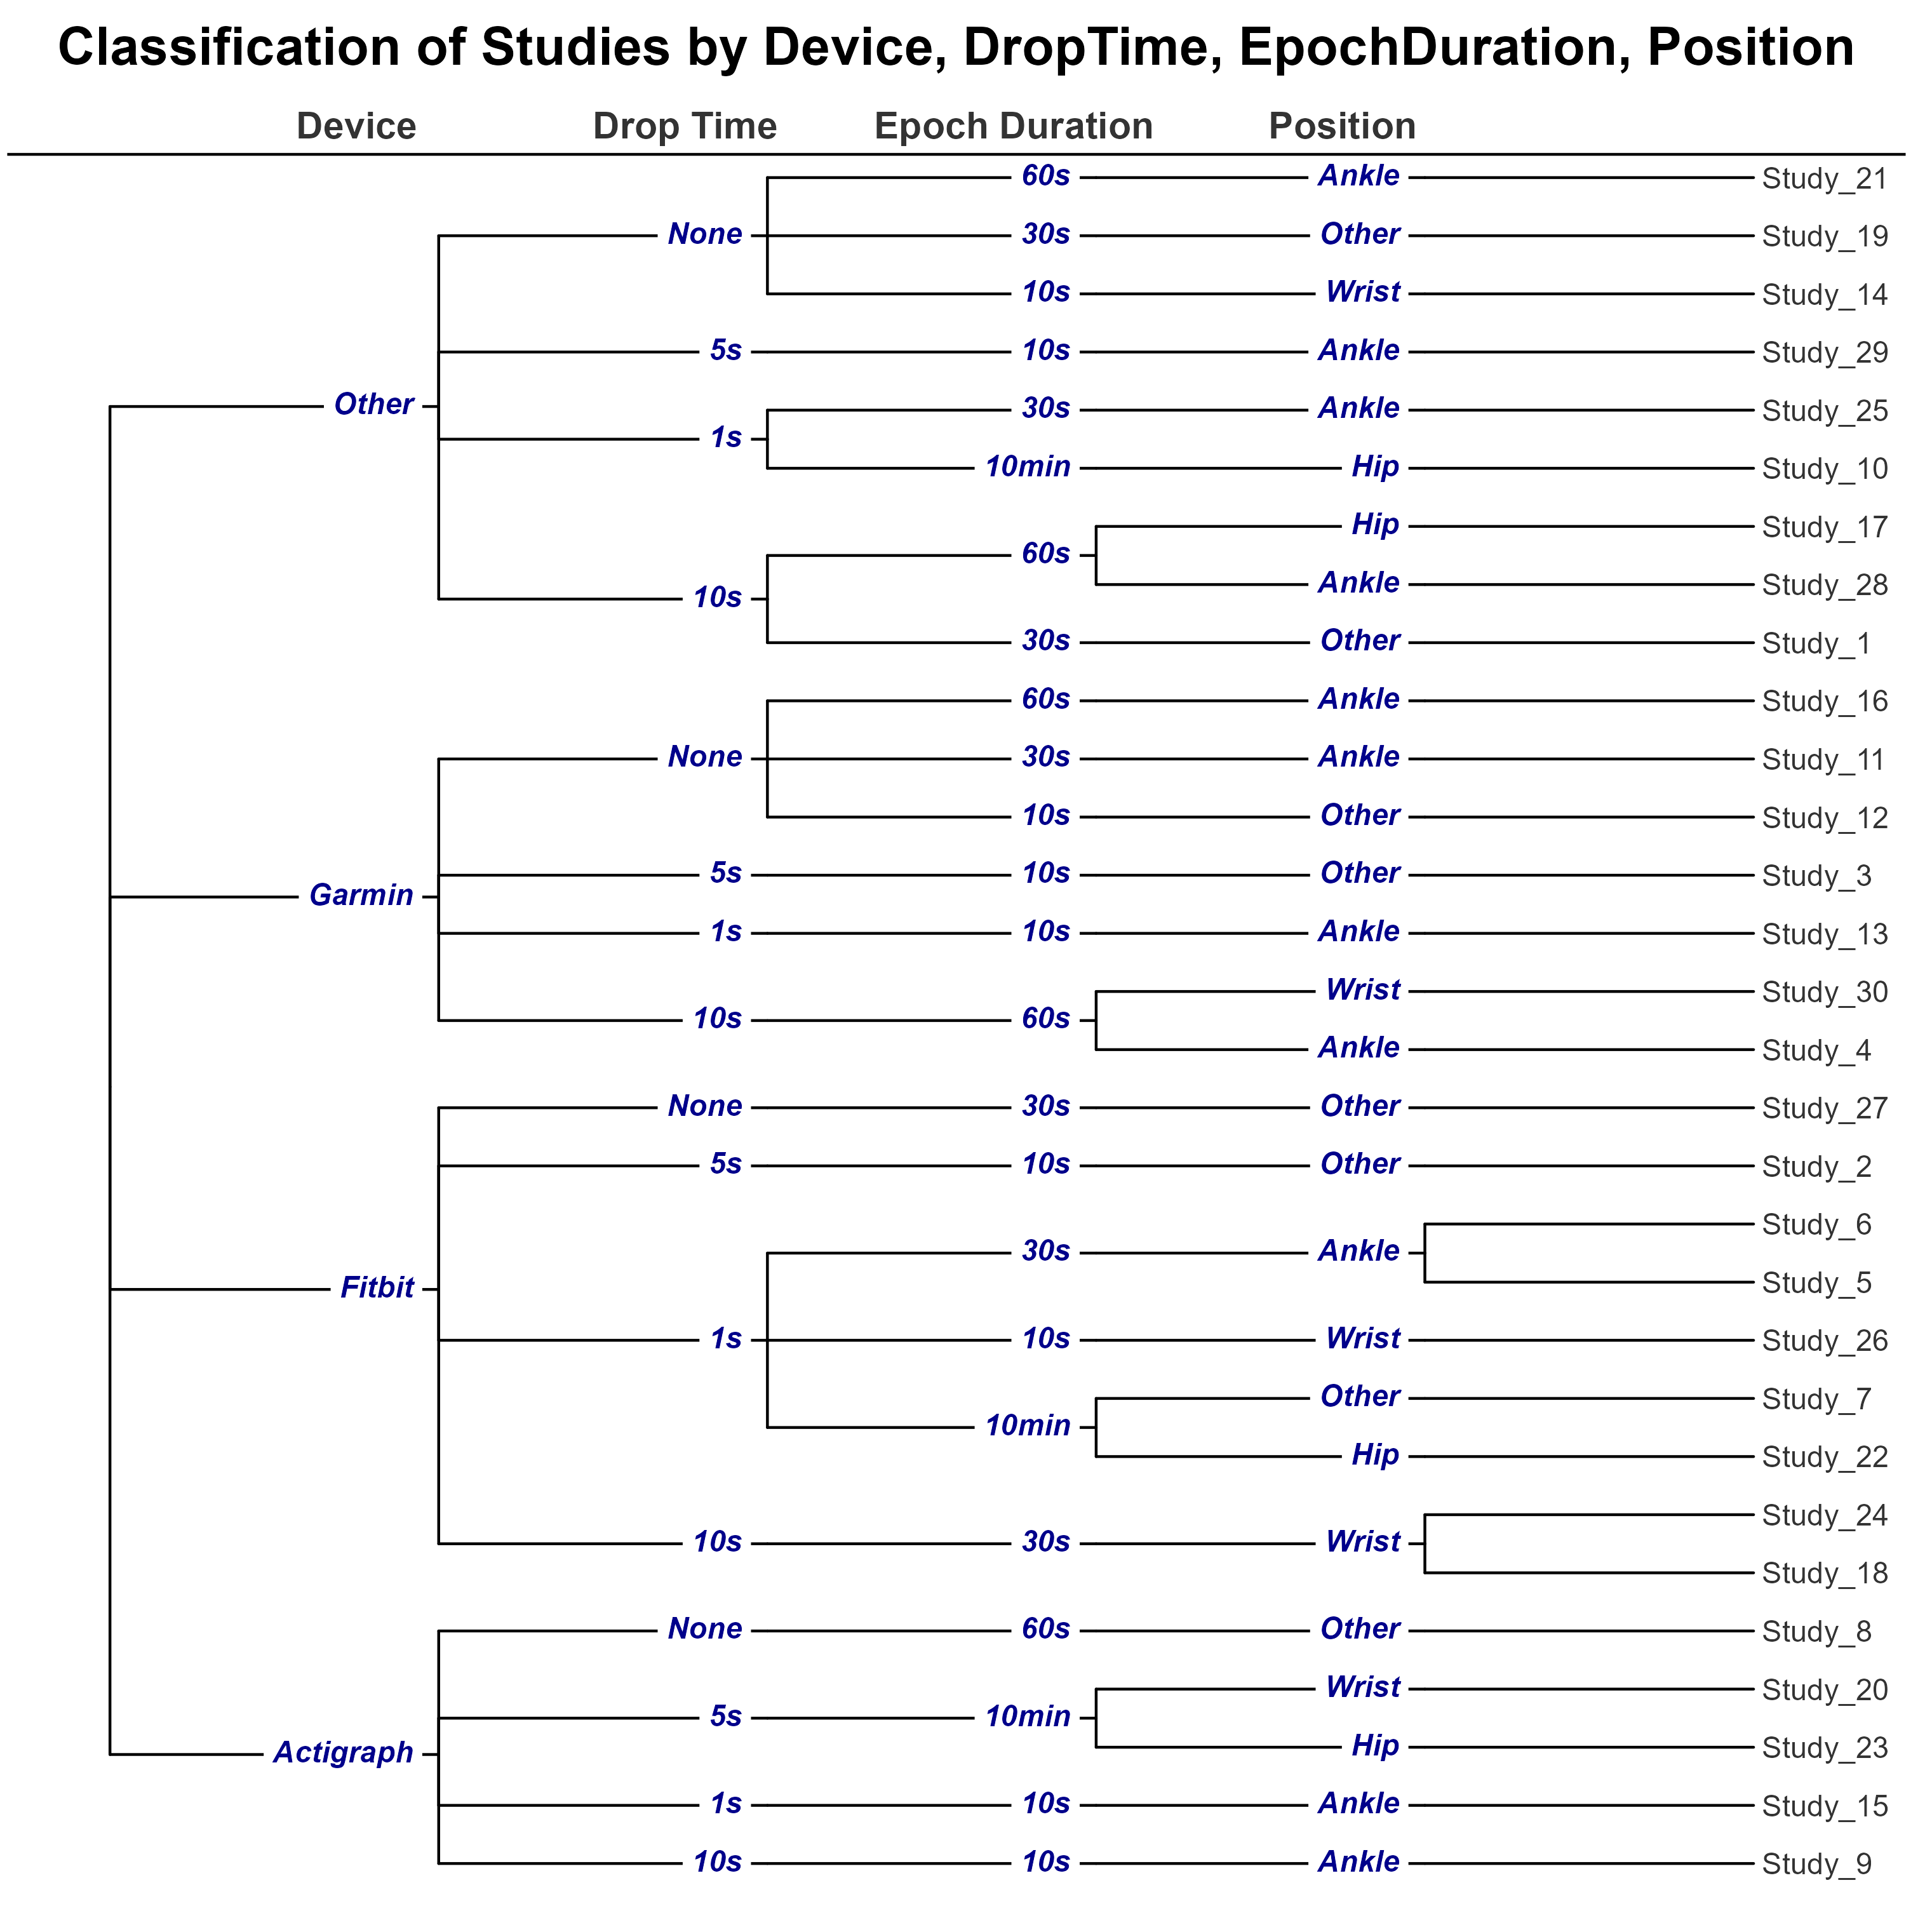 Classification of Studies by Device, DropTime, EpochDuration, Position
Device Drop Time Epoch Duration Position
60s Ankle Study_21
None 30s Other Study_19
10s Wrist Study_14
5s 10s Ankle Study_29
Other
30s Ankle Study_25
1s
10min Hip Study_10
Hip Study_17
60s
Ankle Study_28
10s
30s Other Study_1
60s Ankle Study_16
None 30s Ankle Study_11
10s Other Study_12
5s 10s Other Study_3
Garmin
1s 10s Ankle Study_13
Wrist Study_30
10s 60s
Ankle Study_4
None 30s Other Study_27
5s 10s Other Study_2
Study_6
30s Ankle
Study_5
Fitbit
1s 10s Wrist Study_26
Other Study_7
10min
Hip Study_22
Study_24
10s 30s Wrist
Study_18
None 60s Other Study_8
Wrist Study_20
5s 10min
Hip Study_23
Actigraph
1s 10s Ankle Study_15
10s 10s Ankle Study_9